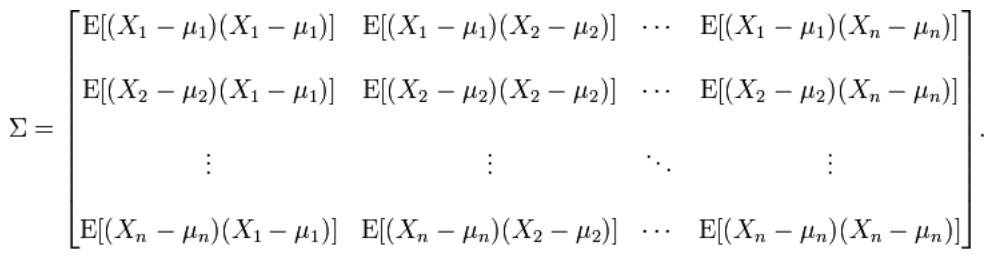 Σ = [ E[(X₁ − μ₁)(X₁ − μ₁)] E[(X₁ − μ₁)(X₂ − μ₂)] ⋯ E[(X₁ − μ₁)(Xₙ − μₙ)]
E[(X₂ − μ₂)(X₁ − μ₁)] E[(X₂ − μ₂)(X₂ − μ₂)] ⋯ E[(X₂ − μ₂)(Xₙ − μₙ)]
⋮ ⋮ ⋱ ⋮
E[(Xₙ − μₙ)(X₁ − μ₁)] E[(Xₙ − μₙ)(X₂ − μ₂)] ⋯ E[(Xₙ − μₙ)(Xₙ − μₙ)] ].